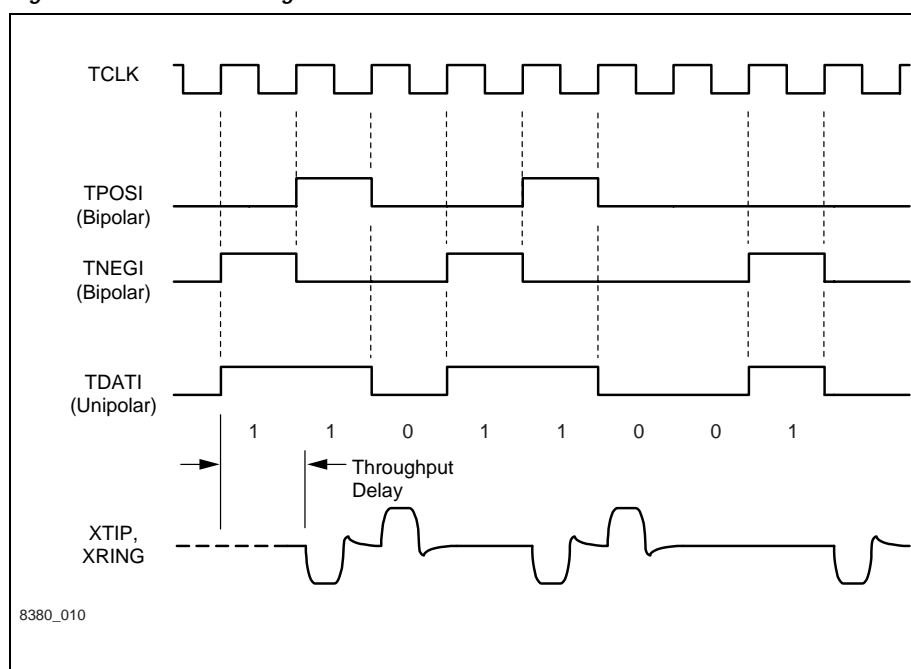 TCLK
TPOSI
(Bipolar)
TNEGI
(Bipolar)
TDATI
(Unipolar)
1 1 0 1 1 0 0 1
Throughput
Delay
XTIP,
XRING
8380_010